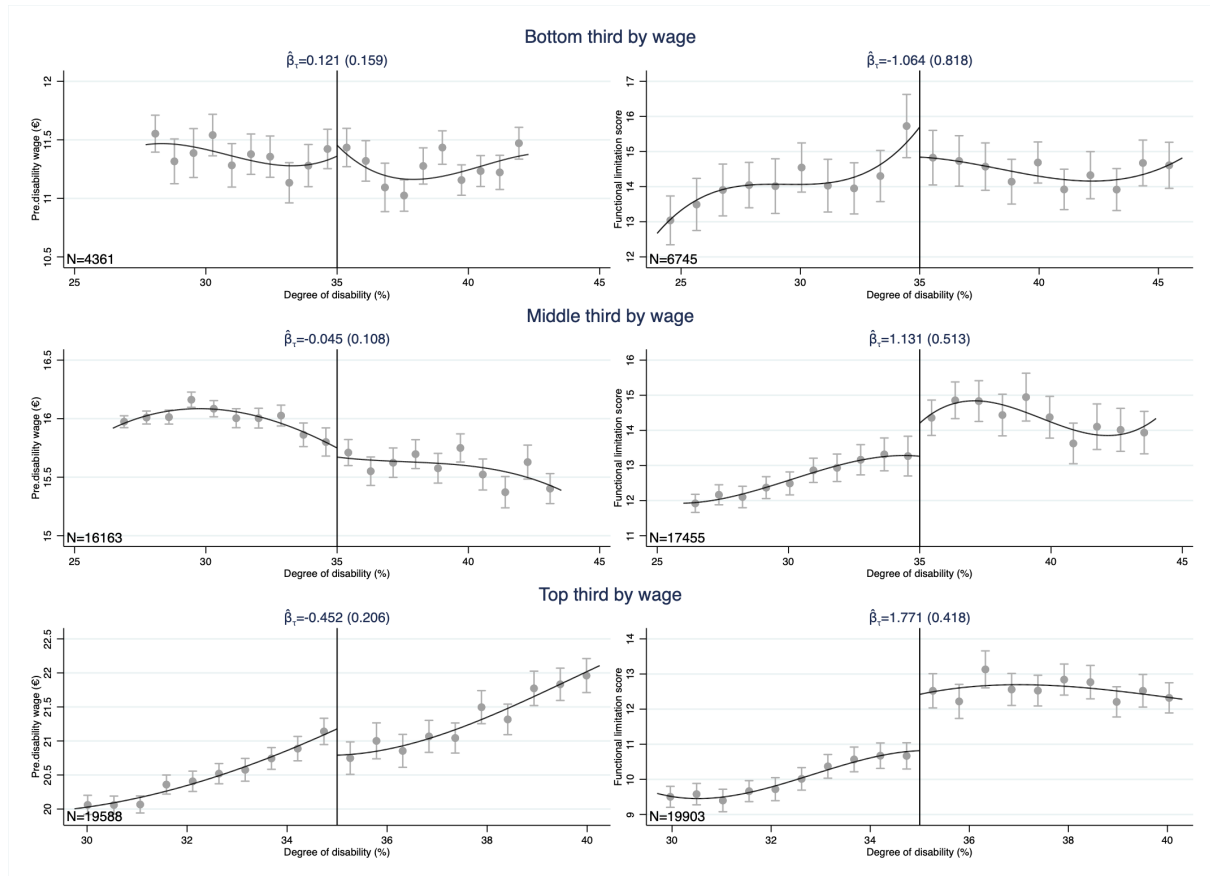 Bottom third by wage
β̂τ=0.121 (0.159)
Pre.disability wage (€)
12
11.5
11
10.5
N=4361
25 30 35 40 45
Degree of disability (%)
β̂τ=-1.064 (0.818)
Functional limitation score
17
16
15
14
13
12
N=6745
25 30 35 40 45
Degree of disability (%)
Middle third by wage
β̂τ=-0.045 (0.108)
Pre.disability wage (€)
16.5
16
15.5
15
N=16163
25 30 35 40 45
Degree of disability (%)
β̂τ=1.131 (0.513)
Functional limitation score
16
15
14
13
12
11
N=17455
25 30 35 40 45
Degree of disability (%)
Top third by wage
β̂τ=-0.452 (0.206)
Pre.disability wage (€)
22.5
22
21.5
21
20.5
20
N=19588
30 32 34 36 38 40
Degree of disability (%)
β̂τ=1.771 (0.418)
Functional limitation score
14
13
12
11
10
9
N=19903
30 32 34 36 38 40
Degree of disability (%)